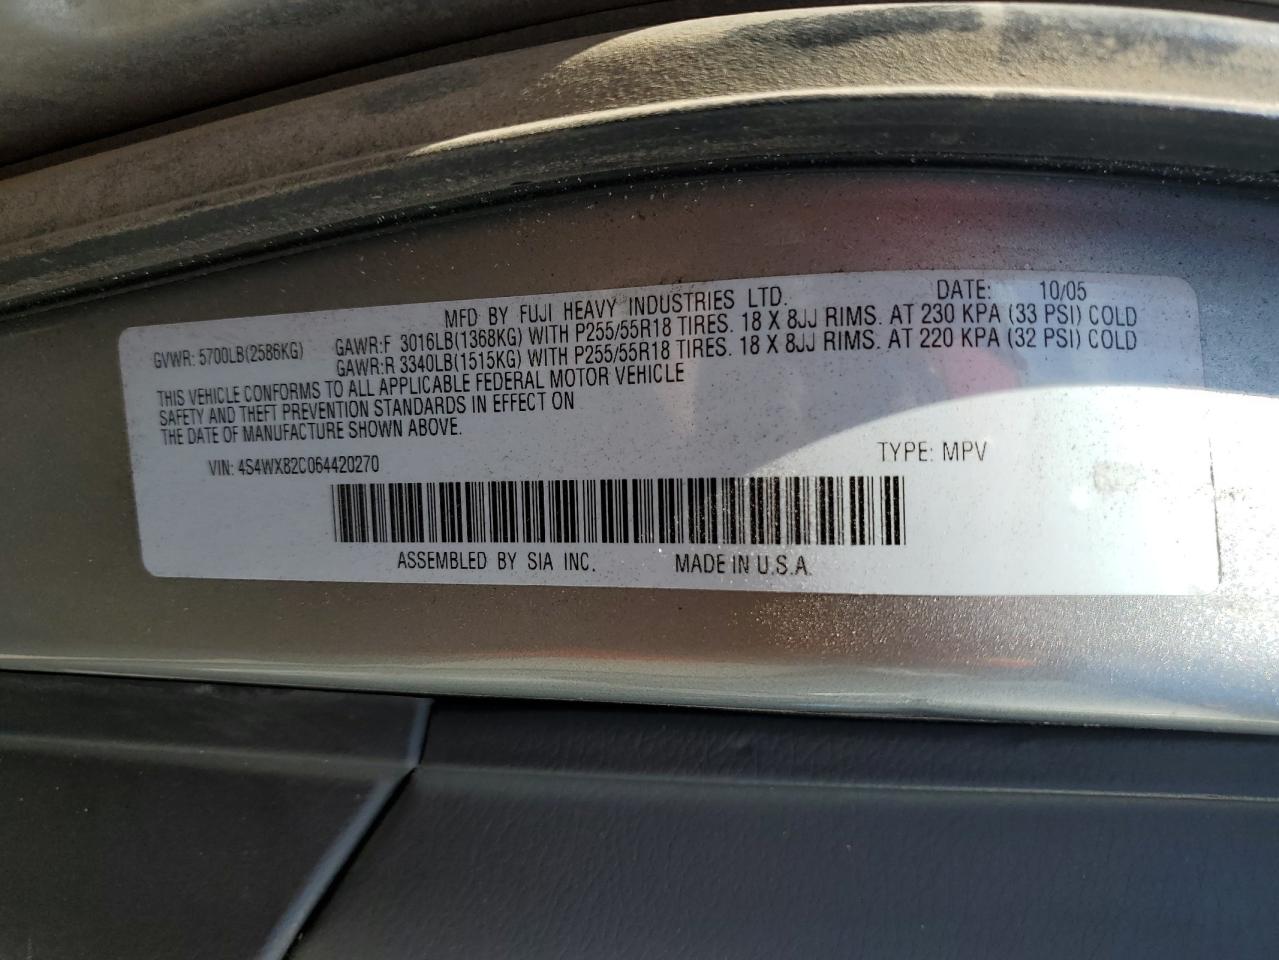 MFD BY FUJI HEAVY INDUSTRIES LTD. DATE: 10/05
GVWR: 5700LB(2586KG) GAWR:F 3016LB(1368KG) WITH P255/55R18 TIRES. 18 X 8JJ RIMS. AT 230 KPA (33 PSI) COLD
GAWR:R 3340LB(1515KG) WITH P255/55R18 TIRES. 18 X 8JJ RIMS. AT 220 KPA (32 PSI) COLD
THIS VEHICLE CONFORMS TO ALL APPLICABLE FEDERAL MOTOR VEHICLE
SAFETY AND THEFT PREVENTION STANDARDS IN EFFECT ON
THE DATE OF MANUFACTURE SHOWN ABOVE.
VIN: 4S4WX82C064420270 TYPE: MPV
ASSEMBLED BY SIA INC. MADE IN U.S.A.